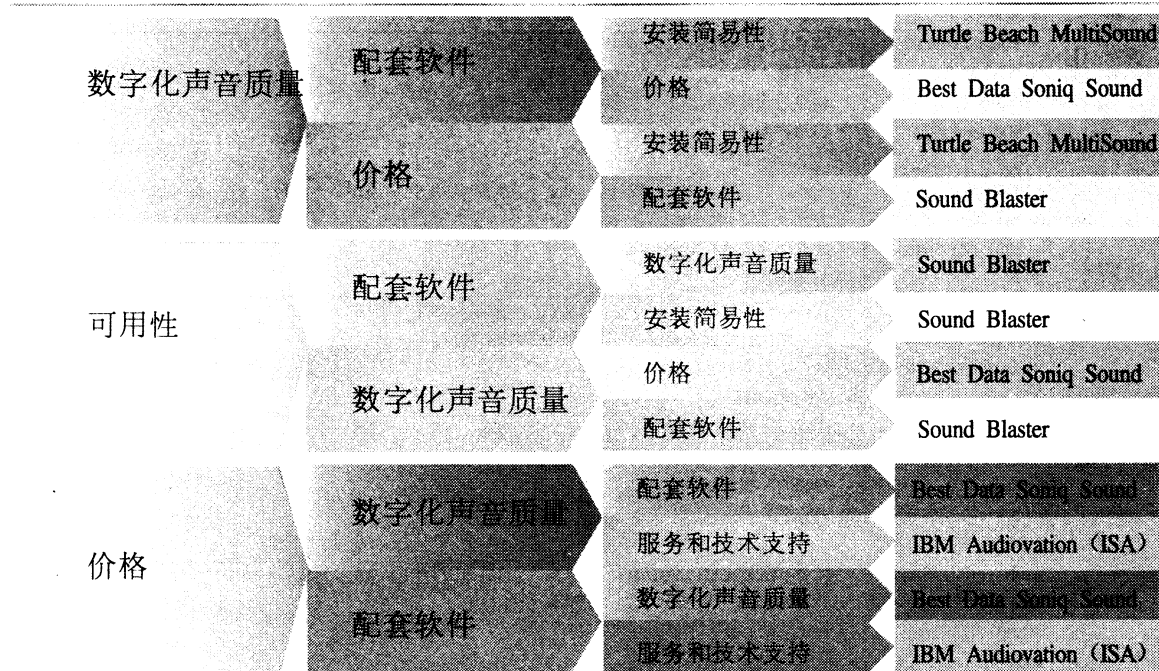 数字化声音质量
配套软件
安装简易性
Turtle Beach MultiSound
价格
Best Data Soniq Sound
价格
安装简易性
Turtle Beach MultiSound
配套软件
Sound Blaster
可用性
配套软件
数字化声音质量
Sound Blaster
安装简易性
Sound Blaster
数字化声音质量
价格
Best Data Soniq Sound
配套软件
Sound Blaster
价格
数字化声音质量
配套软件
Best Data Soniq Sound
服务和技术支持
IBM Audiovation (ISA)
配套软件
数字化声音质量
Best Data Soniq Sound
服务和技术支持
IBM Audiovation (ISA)